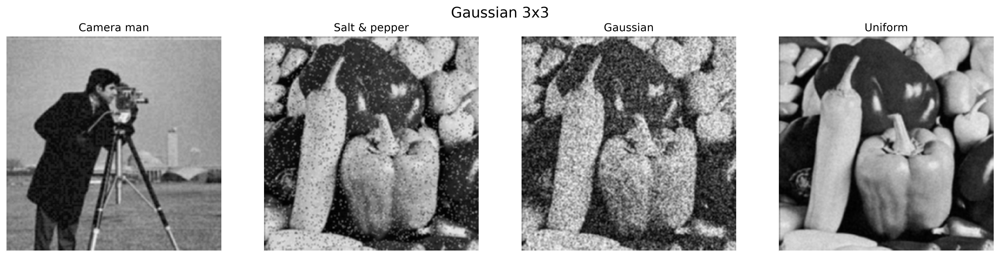 Gaussian 3x3
Camera man
Salt & pepper
Gaussian
Uniform